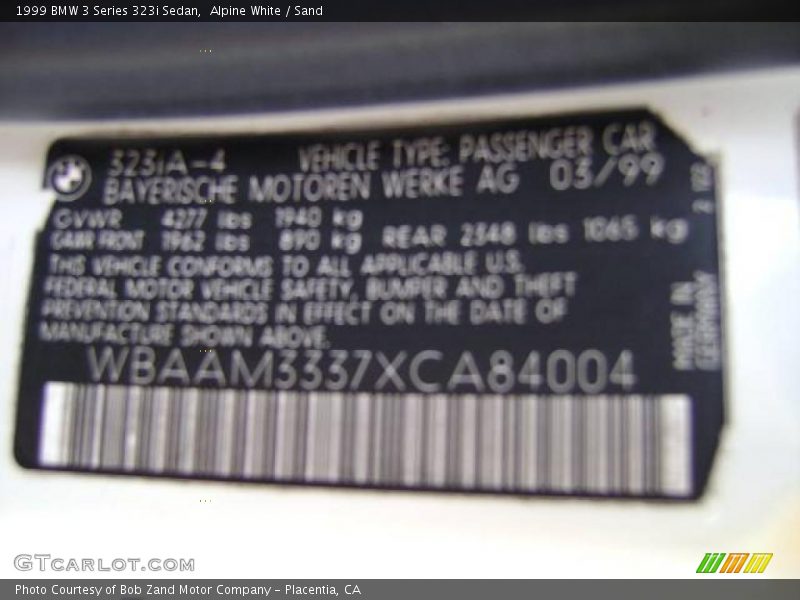 1999 BMW 3 Series 323i Sedan,  Alpine White / Sand
323iA-4 VEHICLE TYPE: PASSENGER CAR
BAYERISCHE MOTOREN WERKE AG 03/99
GVWR 4277 lbs 1940 kg
GAWR FRONT 1962 lbs 890 kg REAR 2348 lbs 1065 kg
THIS VEHICLE CONFORMS TO ALL APPLICABLE U.S.
FEDERAL MOTOR VEHICLE SAFETY, BUMPER AND THEFT
PREVENTION STANDARDS IN EFFECT ON THE DATE OF
MANUFACTURE SHOWN ABOVE.
WBAAM3337XCA84004
MADE IN
GERMANY
GTCARLOT.COM
Photo Courtesy of Bob Zand Motor Company - Placentia, CA